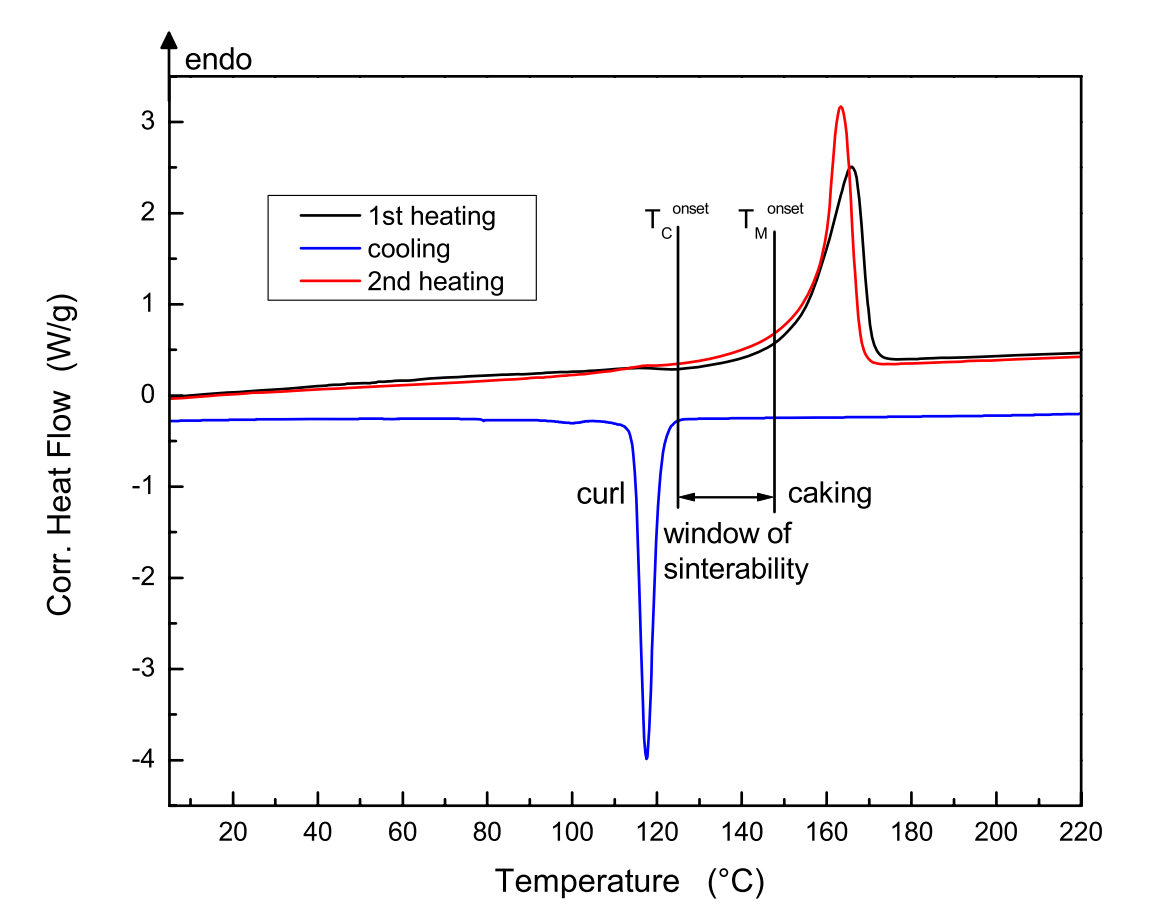 endo
3
2
1
0
-1
-2
-3
-4
Corr. Heat Flow (W/g)
1st heating
cooling
2nd heating
T_C^onset
T_M^onset
curl
caking
window of
sinterability
20 40 60 80 100 120 140 160 180 200 220
Temperature (°C)